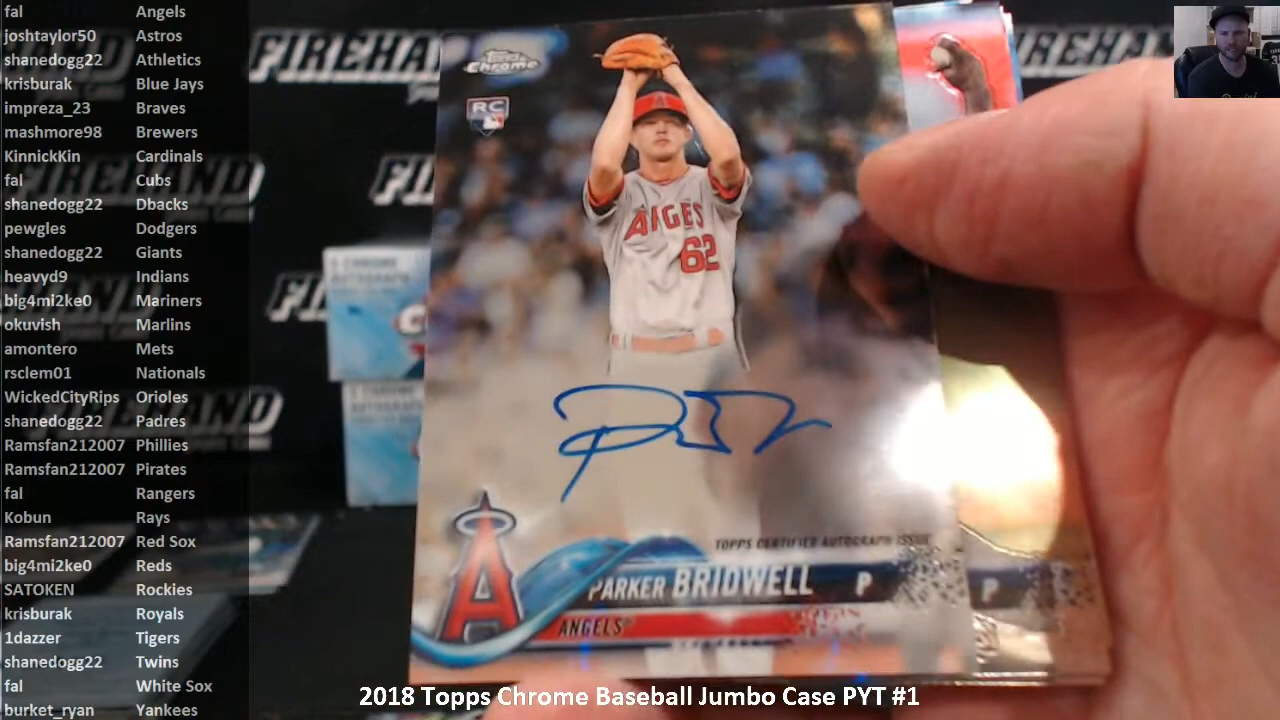 fal Angels
joshtaylor50 Astros
shanedogg22 Athletics
krisburak Blue Jays
impreza_23 Braves
mashmore98 Brewers
KinnickKin Cardinals
fal Cubs
shanedogg22 Dbacks
pewgles Dodgers
shanedogg22 Giants
heavyd9 Indians
big4mi2ke0 Mariners
okuvish Marlins
amontero Mets
rsclem01 Nationals
WickedCityRips Orioles
shanedogg22 Padres
Ramsfan212007 Phillies
Ramsfan212007 Pirates
fal Rangers
Kobun Rays
Ramsfan212007 Red Sox
big4mi2ke0 Reds
SATOKEN Rockies
krisburak Royals
1dazzer Tigers
shanedogg22 Twins
fal White Sox
burket_ryan Yankees
FIREHAND
FIREHAND
Topps
Chrome
RC
ANGELS
62
TOPPS CERTIFIED AUTOGRAPH ISSUE
PARKER BRIDWELL P
P
ANGELS
2018 Topps Chrome Baseball Jumbo Case PYT #1